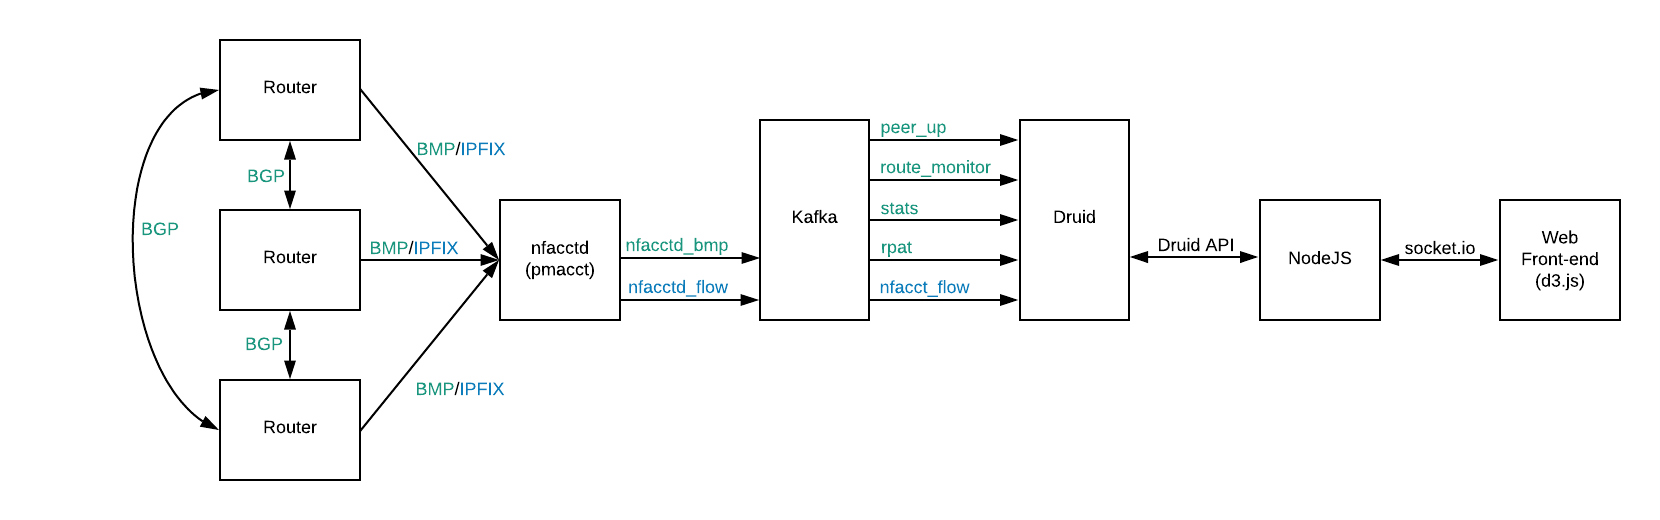 Router
BMP/IPFIX
BGP
BGP
Router
BMP/IPFIX
BGP
Router
BMP/IPFIX
nfacctd
(pmacct)
nfacctd_bmp
nfacctd_flow
Kafka
peer_up
route_monitor
stats
rpat
nfacct_flow
Druid
Druid API
NodeJS
socket.io
Web
Front-end
(d3.js)